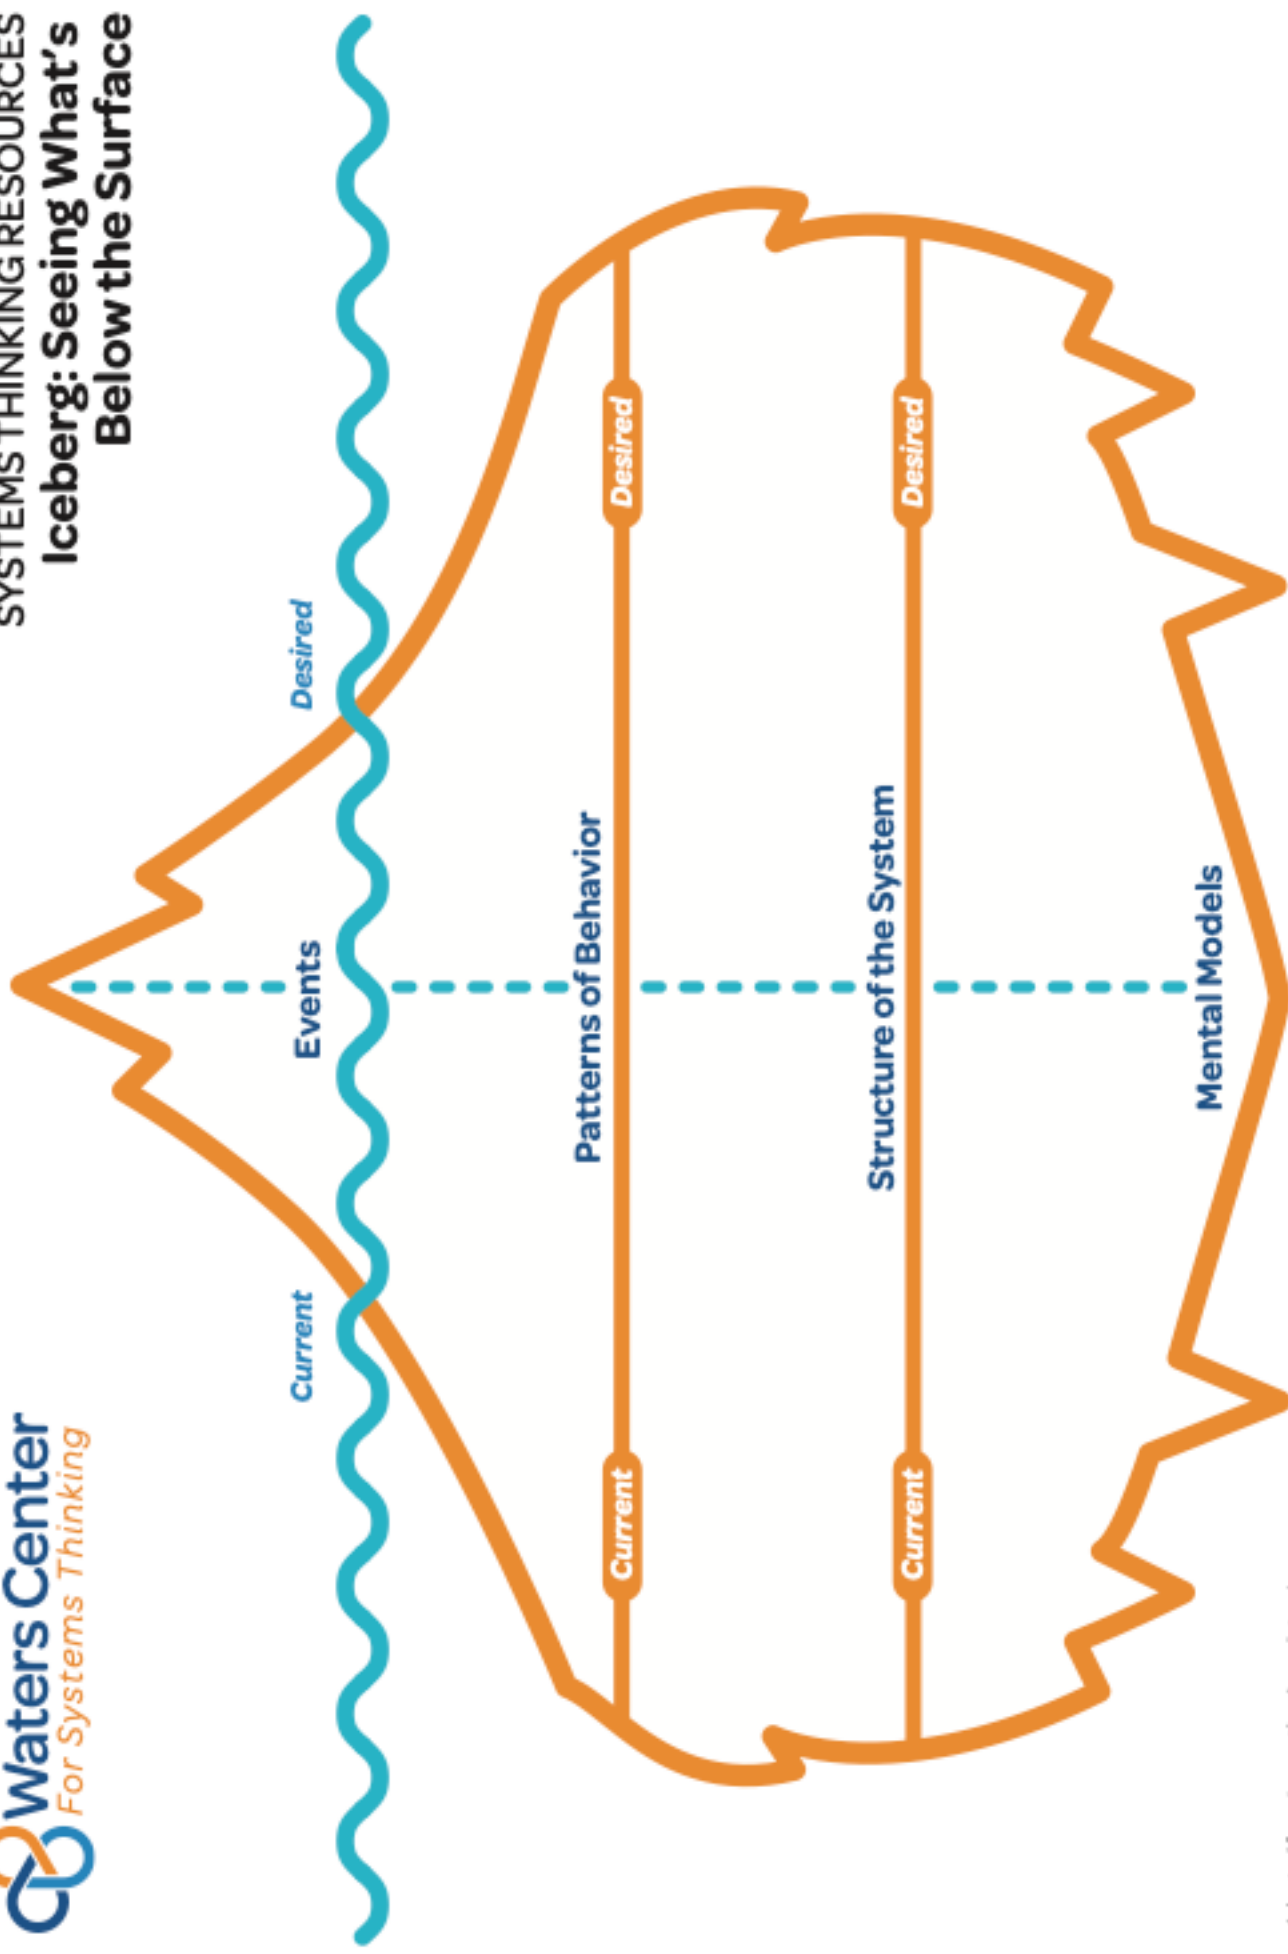 Waters Center
For Systems Thinking
SYSTEMS THINKING RESOURCES
Iceberg: Seeing What's
Below the Surface
Current
Events
Desired
Patterns of Behavior
Current
Desired
Structure of the System
Current
Desired
Mental Models